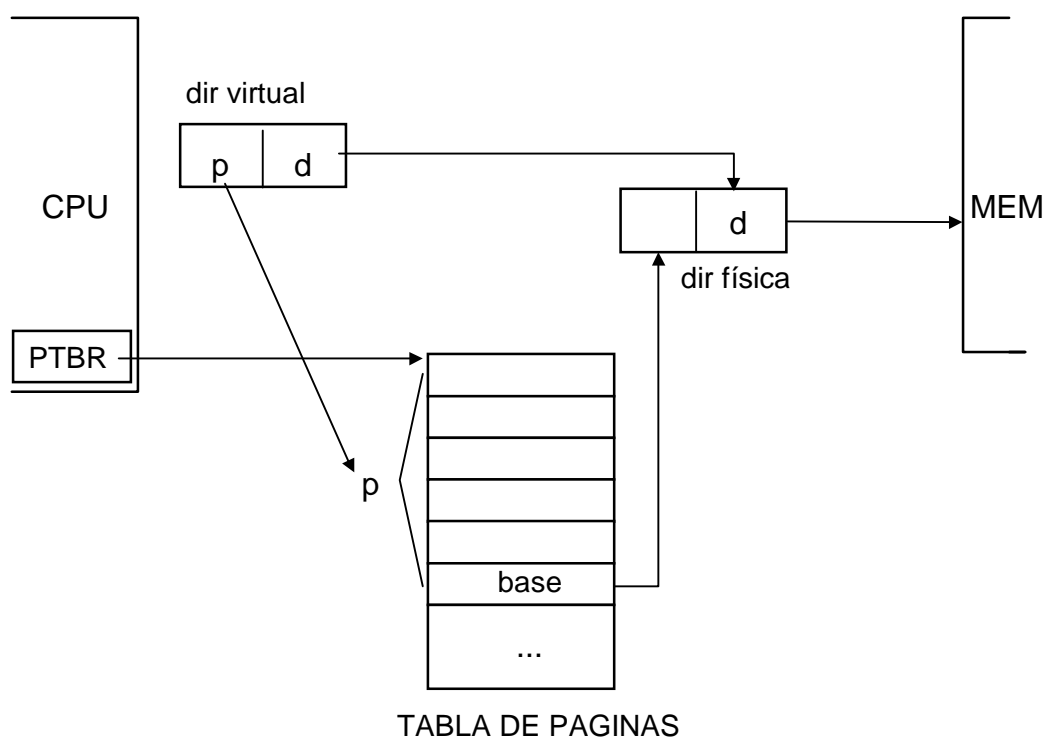 dir virtual
p d
CPU
d
MEM
dir física
PTBR
p
base
...
TABLA DE PAGINAS